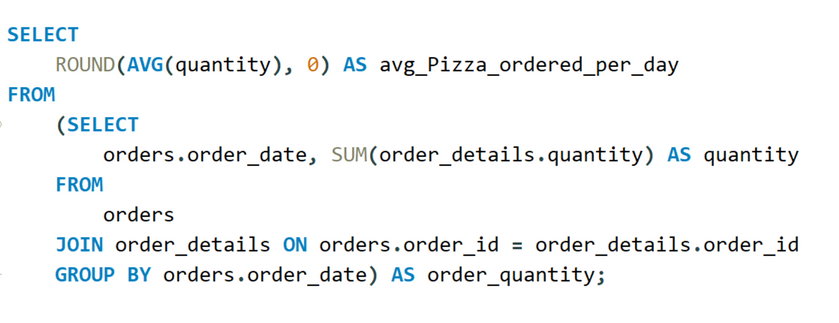 SELECT
ROUND(AVG(quantity), 0) AS avg_Pizza_ordered_per_day
FROM
(SELECT
orders.order_date, SUM(order_details.quantity) AS quantity
FROM
orders
JOIN order_details ON orders.order_id = order_details.order_id
GROUP BY orders.order_date) AS order_quantity;